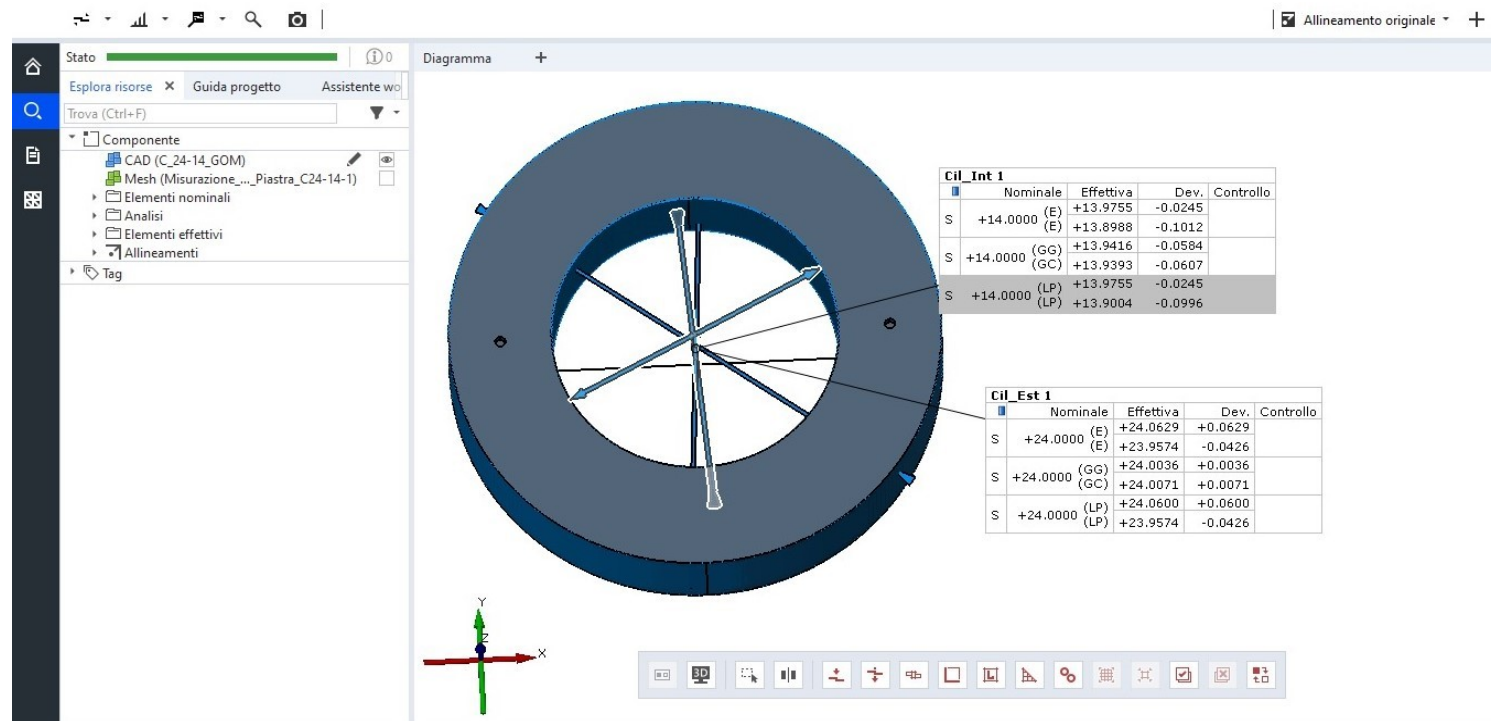 Allineamento originale
Stato 0
Diagramma
Esplora risorse Guida progetto Assistente wo
Trova (Ctrl+F)
Componente
CAD (C_24-14_GOM)
Mesh (Misurazione_..._Piastra_C24-14-1)
Elementi nominali
Analisi
Elementi effettivi
Allineamenti
Tag
Cil_Int 1
Nominale Effettiva Dev. Controllo
S +14.0000 (E) +13.9755 -0.0245
(E) +13.8988 -0.1012
S +14.0000 (GG) +13.9416 -0.0584
(GC) +13.9393 -0.0607
S +14.0000 (LP) +13.9755 -0.0245
(LP) +13.9004 -0.0996
Cil_Est 1
Nominale Effettiva Dev. Controllo
S +24.0000 (E) +24.0629 +0.0629
(E) +23.9574 -0.0426
S +24.0000 (GG) +24.0036 +0.0036
(GC) +24.0071 +0.0071
S +24.0000 (LP) +24.0600 +0.0600
(LP) +23.9574 -0.0426
Y
Z
X
3D